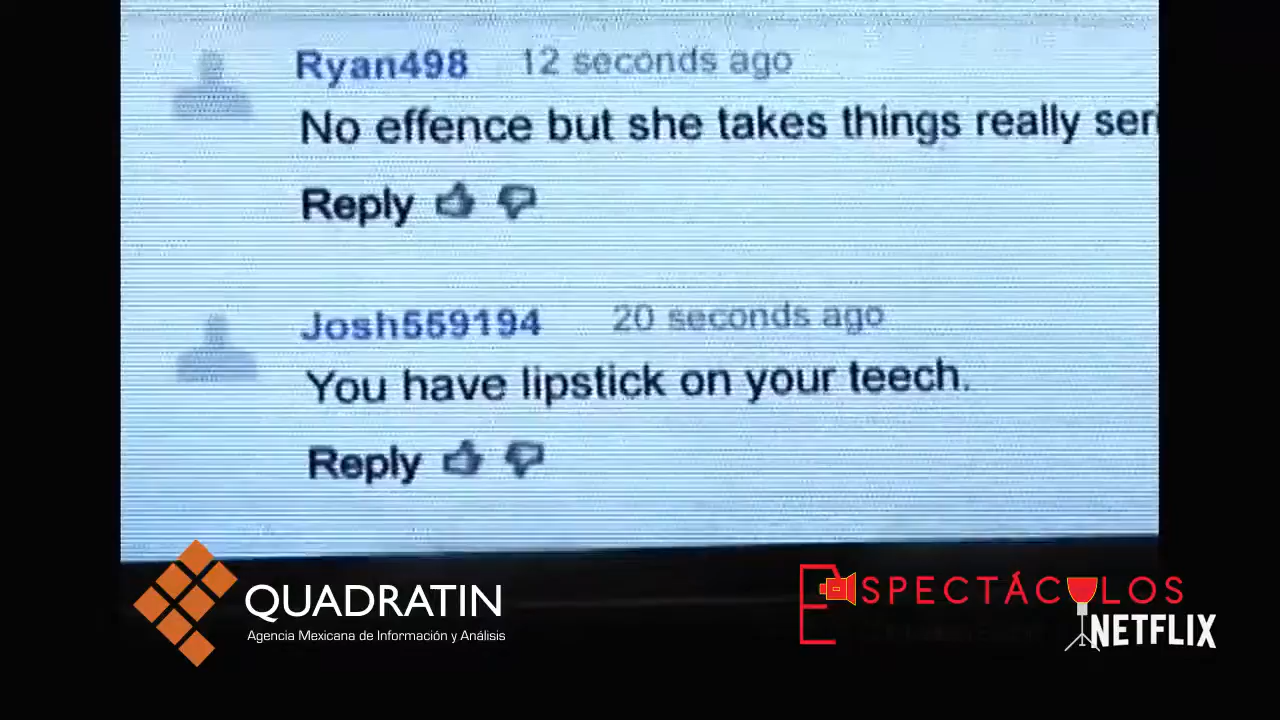 Ryan498 12 seconds ago
No effence but she takes things really seri
Reply
Josh559194 20 seconds ago
You have lipstick on your teech.
Reply
QUADRATIN
Agencia Mexicana de Información y Análisis
ESPECTÁCULOS
NETFLIX